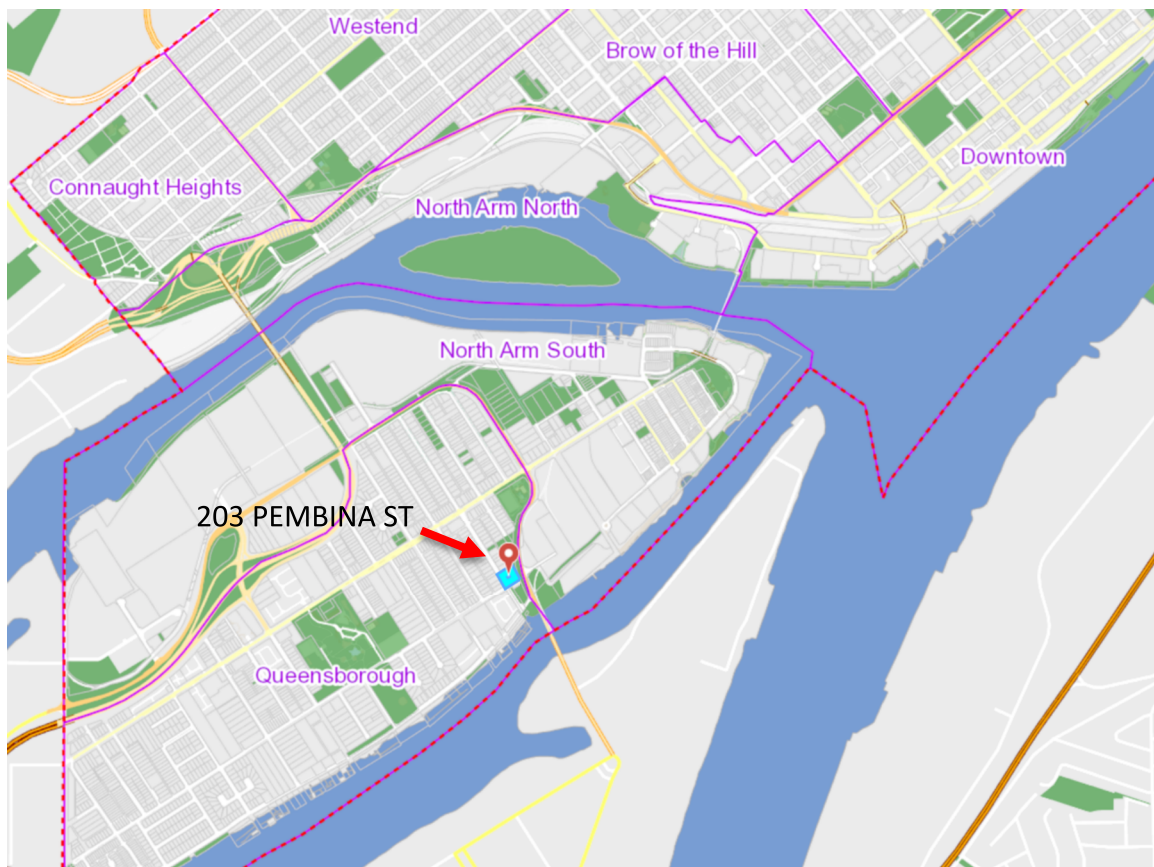 Westend
Brow of the Hill
Downtown
Connaught Heights
North Arm North
North Arm South
203 PEMBINA ST
Queensborough